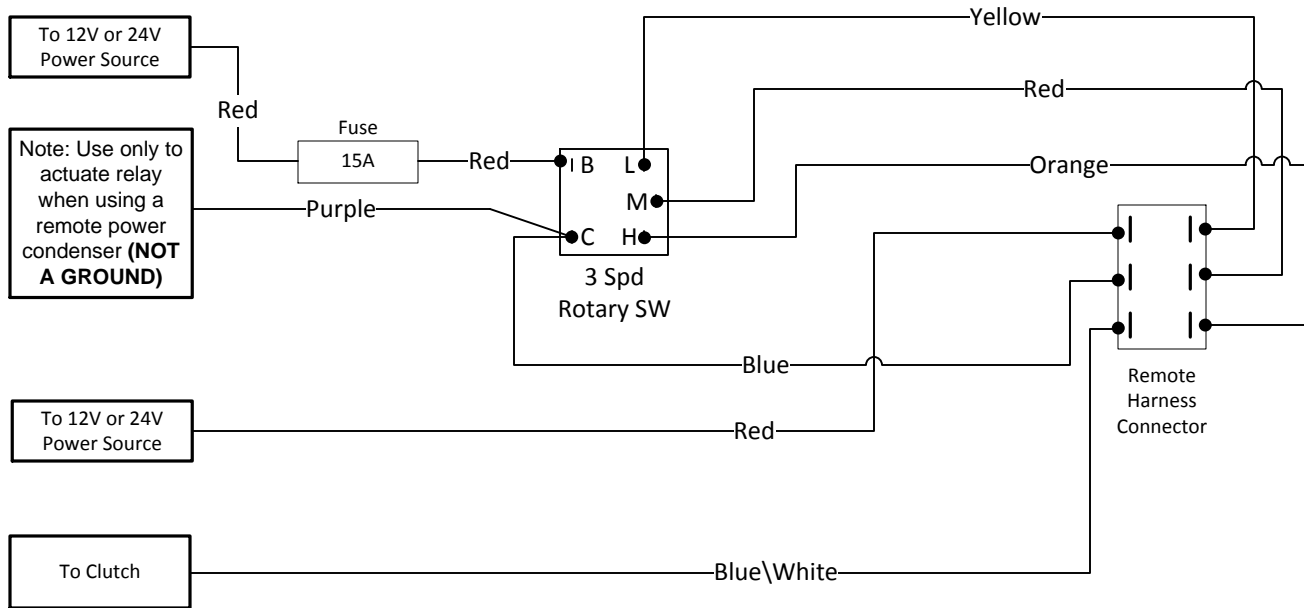 To 12V or 24V
Power Source
Yellow
Red
Red
Fuse
15A
Red
I B
L
M
C
H
Orange
Note: Use only to
actuate relay
when using a
remote power
condenser (NOT
A GROUND)
Purple
3 Spd
Rotary SW
Blue
Remote
Harness
Connector
To 12V or 24V
Power Source
Red
To Clutch
Blue\White